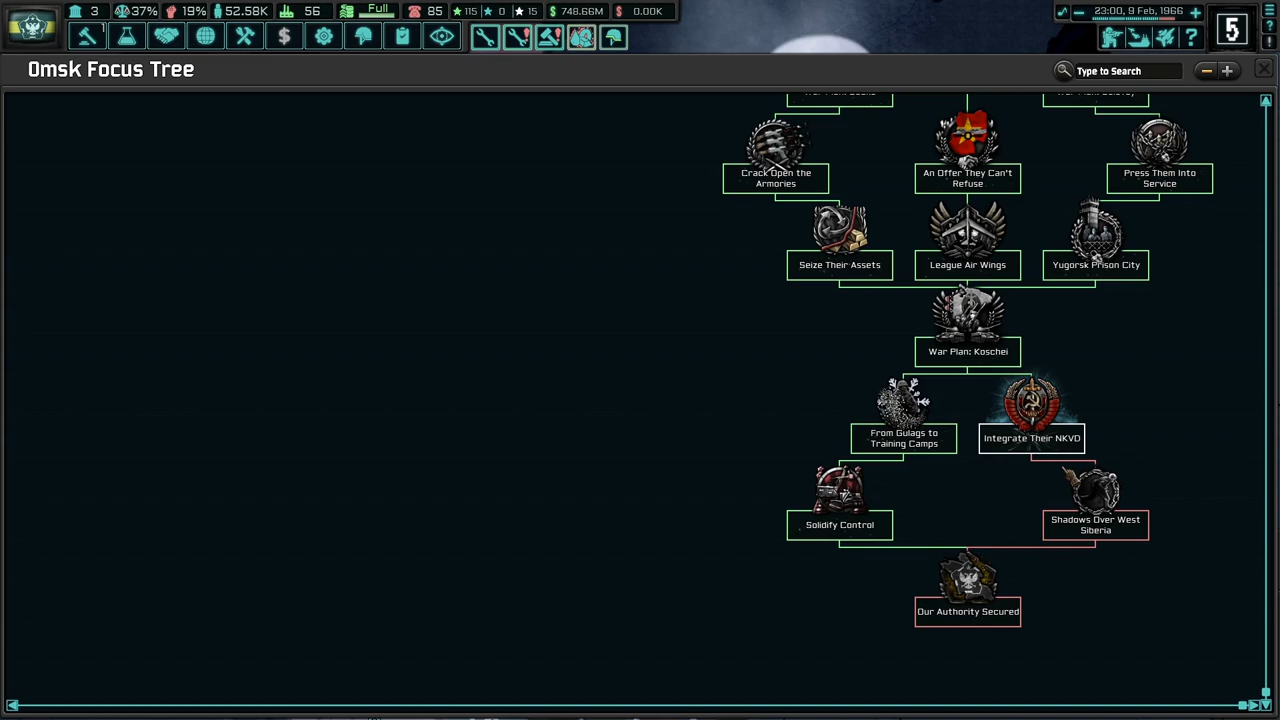 3 37% 19% 52.58K 56 Full 85 115 0 15 748.66M 0.00K
23:00, 9 Feb, 1966
5
1
Omsk Focus Tree
Type to Search
Crack Open the
Armories
An Offer They Can't
Refuse
Press Them Into
Service
Seize Their Assets
League Air Wings
Yugorsk Prison City
War Plan: Koschei
From Gulags to
Training Camps
Integrate Their NKVD
Solidify Control
Shadows Over West
Siberia
Our Authority Secured